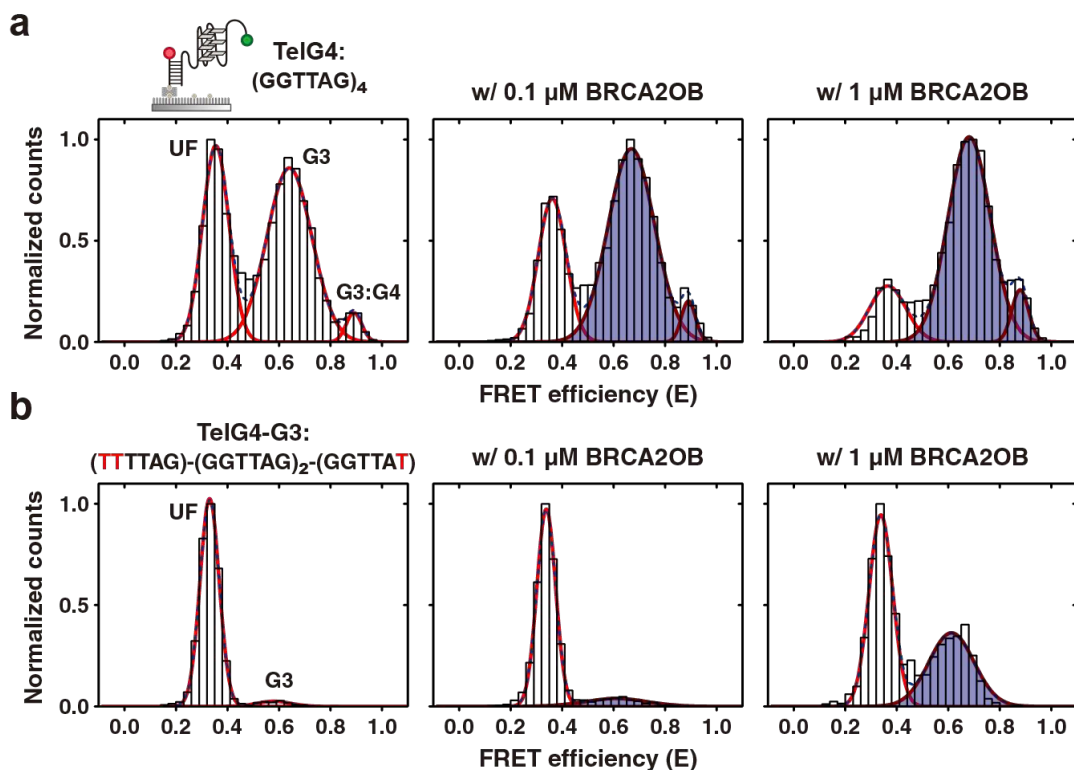 a
TelG4:
(GGTTAG)4
w/ 0.1 µM BRCA2OB
w/ 1 µM BRCA2OB
Normalized counts
1.0
0.5
0.0
UF
G3
G3:G4
0.0 0.2 0.4 0.6 0.8 1.0
0.0 0.2 0.4 0.6 0.8 1.0
0.0 0.2 0.4 0.6 0.8 1.0
FRET efficiency (E)
b
TelG4-G3:
(TTTTAG)-(GGTTAG)2-(GGTTAT)
w/ 0.1 µM BRCA2OB
w/ 1 µM BRCA2OB
Normalized counts
1.0
0.5
0.0
UF
G3
0.0 0.2 0.4 0.6 0.8 1.0
0.0 0.2 0.4 0.6 0.8 1.0
0.0 0.2 0.4 0.6 0.8 1.0
FRET efficiency (E)